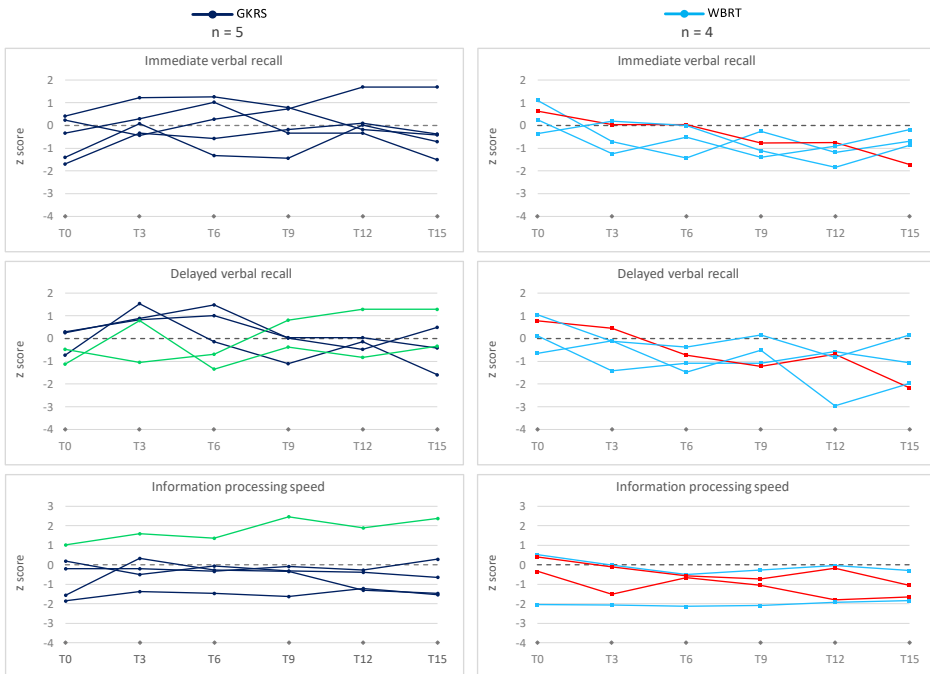 GKRS
n = 5
WBRT
n = 4
Immediate verbal recall
z score
2
1
0
-1
-2
-3
-4
T0 T3 T6 T9 T12 T15
Immediate verbal recall
z score
2
1
0
-1
-2
-3
-4
T0 T3 T6 T9 T12 T15
Delayed verbal recall
z score
2
1
0
-1
-2
-3
-4
T0 T3 T6 T9 T12 T15
Delayed verbal recall
z score
2
1
0
-1
-2
-3
-4
T0 T3 T6 T9 T12 T15
Information processing speed
z score
3
2
1
0
-1
-2
-3
-4
T0 T3 T6 T9 T12 T15
Information processing speed
z score
3
2
1
0
-1
-2
-3
-4
T0 T3 T6 T9 T12 T15